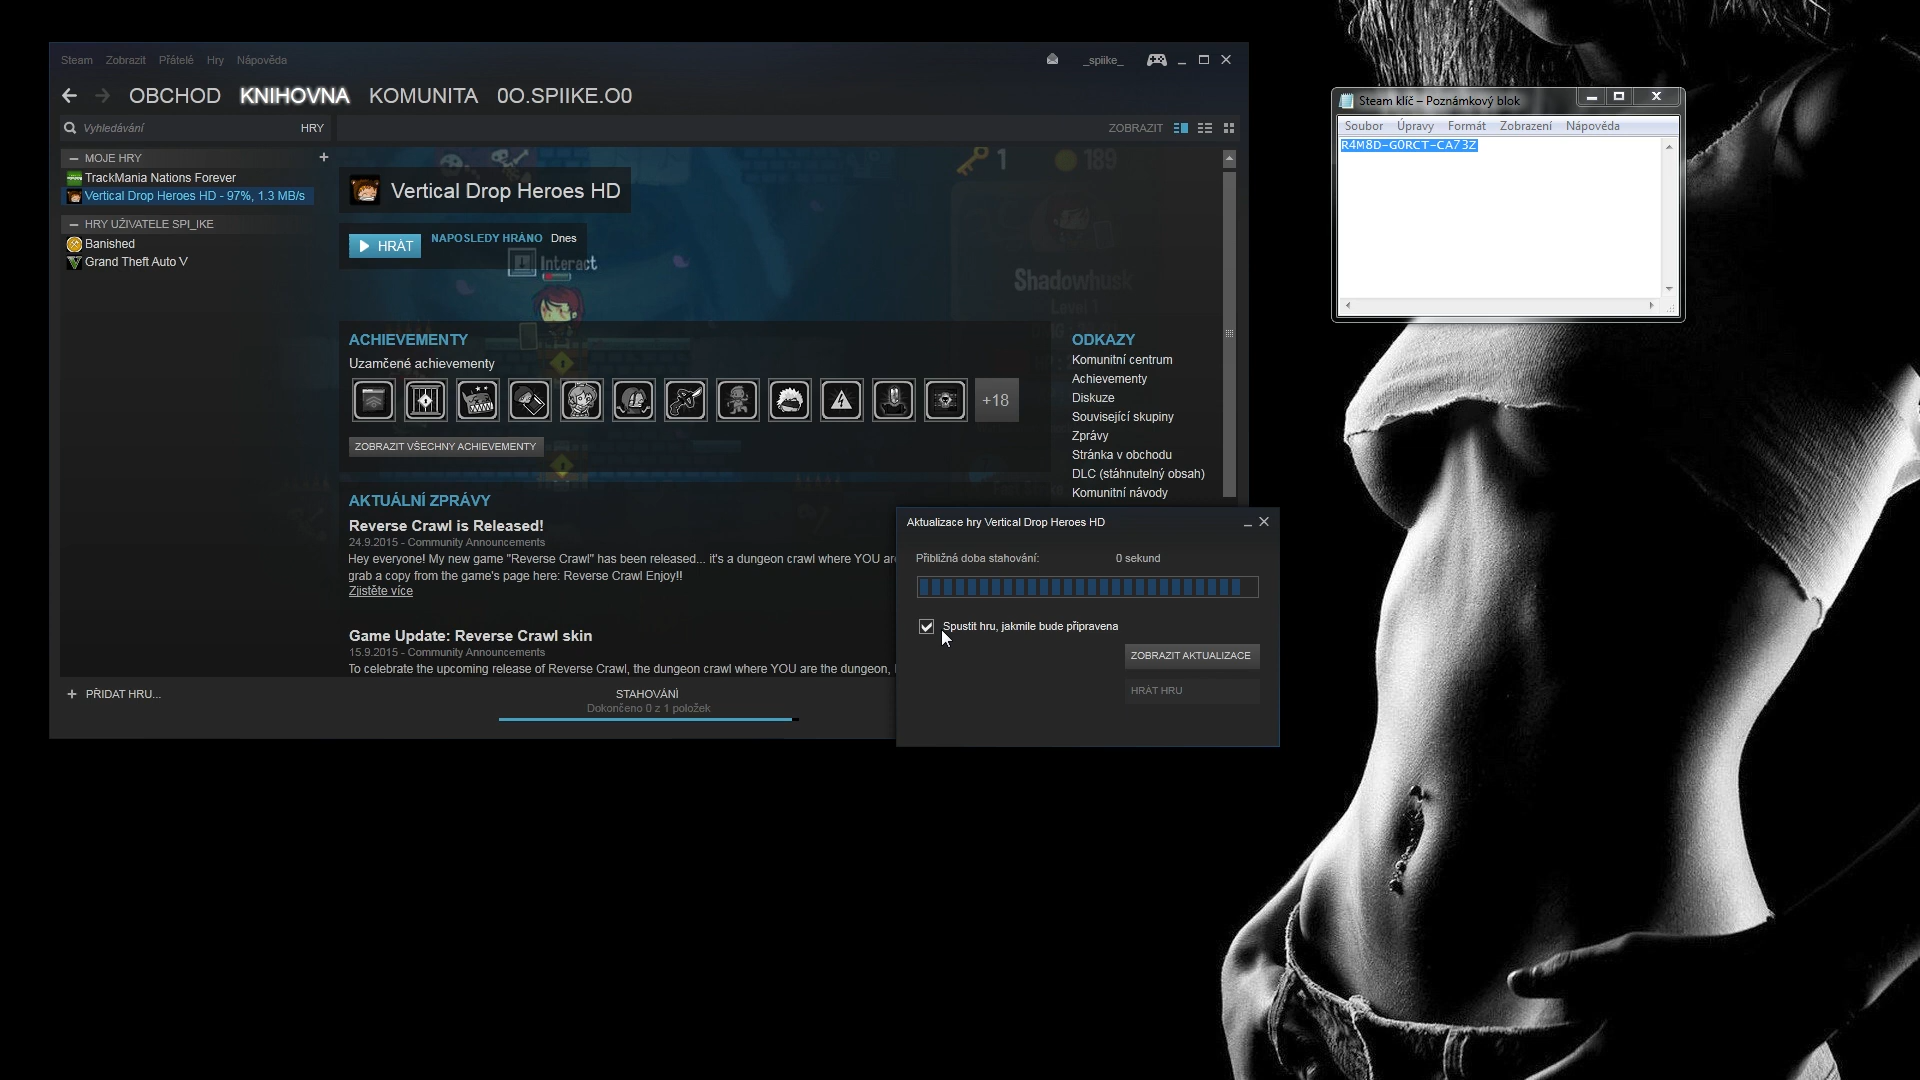 Steam Zobrazit Přátelé Hry Nápověda
_spiike_
OBCHOD KNIHOVNA KOMUNITA 0O.SPIIKE.O0
Vyhledávání HRY
ZOBRAZIT
— MOJE HRY +
TrackMania Nations Forever
Vertical Drop Heroes HD - 97%, 1.3 MB/s
— HRY UŽIVATELE SPI_IKE
Banished
Grand Theft Auto V
1 189
Vertical Drop Heroes HD
HRÁT
NAPOSLEDY HRÁNO Dnes
Interact
Shadowhusk
Level 1
ACHIEVEMENTY
Uzamčené achievementy
+18
ZOBRAZIT VŠECHNY ACHIEVEMENTY
ODKAZY
Komunitní centrum
Achievementy
Diskuze
Související skupiny
Zprávy
Stránka v obchodu
DLC (stáhnutelný obsah)
Komunitní návody
AKTUÁLNÍ ZPRÁVY
Reverse Crawl is Released!
24.9.2015 - Community Announcements
Hey everyone! My new game "Reverse Crawl" has been released... it's a dungeon crawl where YOU are
grab a copy from the game's page here: Reverse Crawl Enjoy!!
Zjistěte více
Game Update: Reverse Crawl skin
15.9.2015 - Community Announcements
To celebrate the upcoming release of Reverse Crawl, the dungeon crawl where YOU are the dungeon,
+ PŘIDAT HRU...
STAHOVÁNÍ
Dokončeno 0 z 1 položek
Aktualizace hry Vertical Drop Heroes HD
Přibližná doba stahování: 0 sekund
Spustit hru, jakmile bude připravena
ZOBRAZIT AKTUALIZACE
HRÁT HRU
Steam klíč – Poznámkový blok
Soubor Úpravy Formát Zobrazení Nápověda
R4M8D-G0RCT-CA73Z